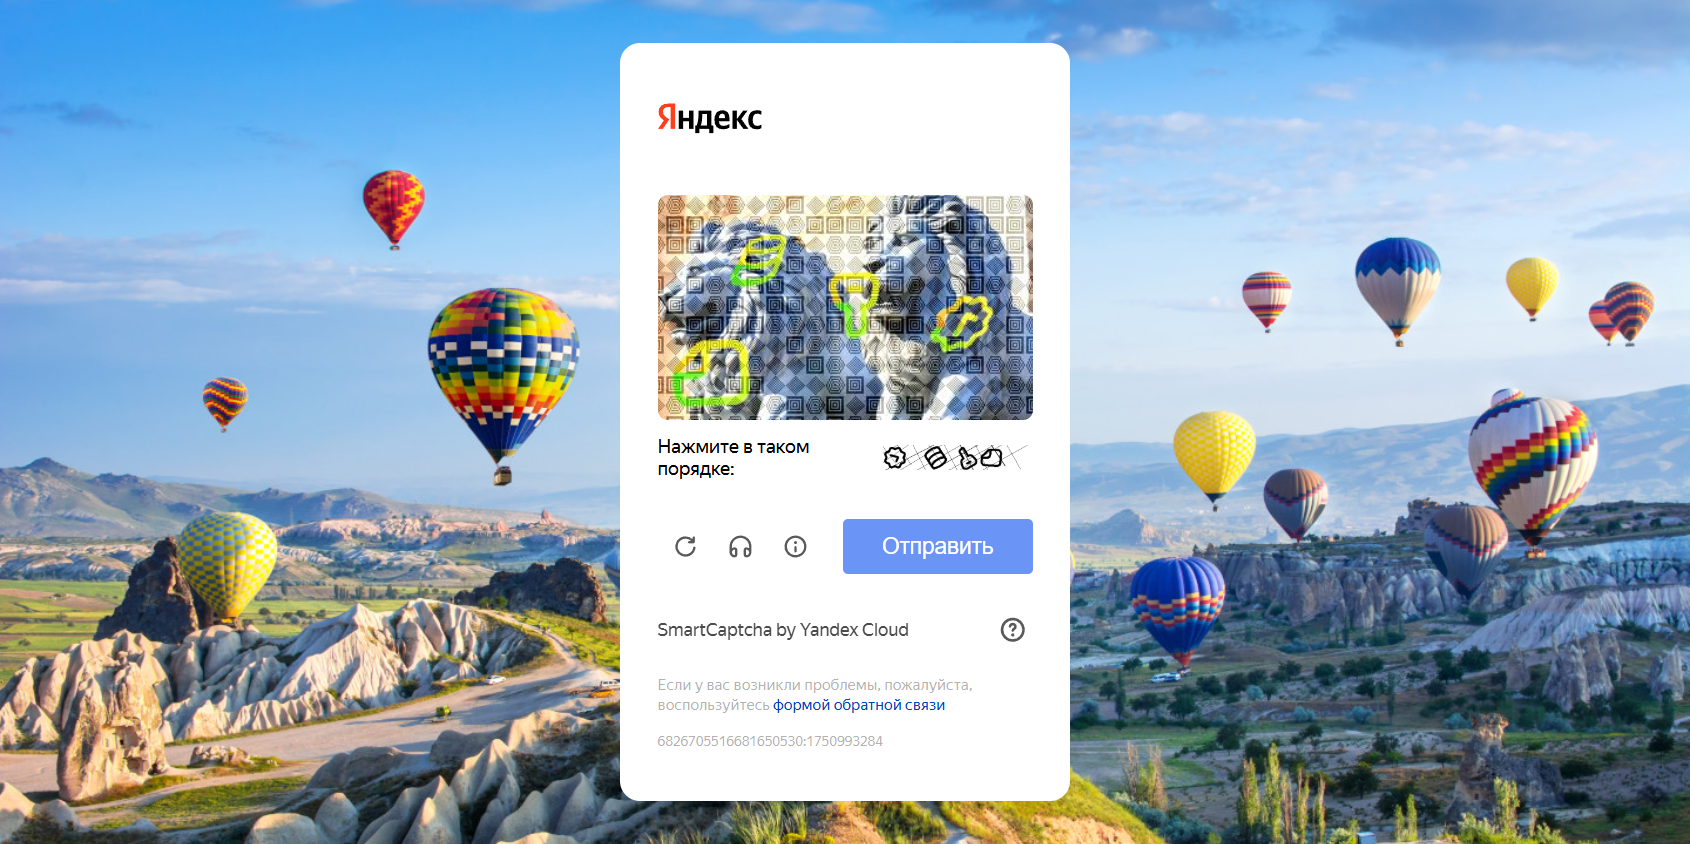 Яндекс
Нажмите в таком
порядке:
Отправить
SmartCaptcha by Yandex Cloud
Если у вас возникли проблемы, пожалуйста,
воспользуйтесь формой обратной связи
6826705516681650530:1750993284